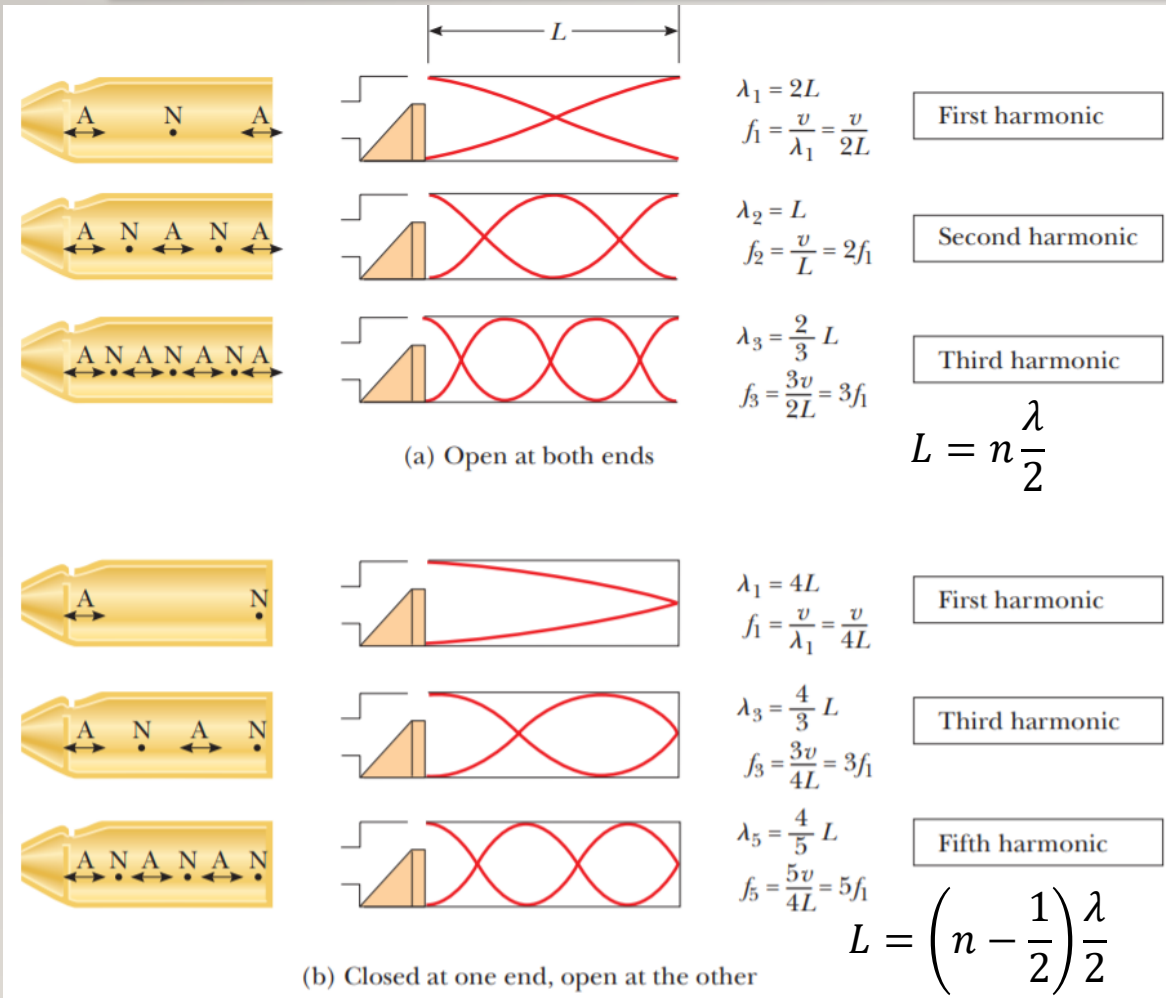 L
A N A
λ₁ = 2L
f₁ = v/λ₁ = v/2L
First harmonic
A N A N A
λ₂ = L
f₂ = v/L = 2f₁
Second harmonic
A N A N A N A
λ₃ = 2/3 L
f₃ = 3v/2L = 3f₁
Third harmonic
(a) Open at both ends
L = n λ/2
A N
λ₁ = 4L
f₁ = v/λ₁ = v/4L
First harmonic
A N A N
λ₃ = 4/3 L
f₃ = 3v/4L = 3f₁
Third harmonic
A N A N A N
λ₅ = 4/5 L
f₅ = 5v/4L = 5f₁
Fifth harmonic
L = (n − 1/2) λ/2
(b) Closed at one end, open at the other